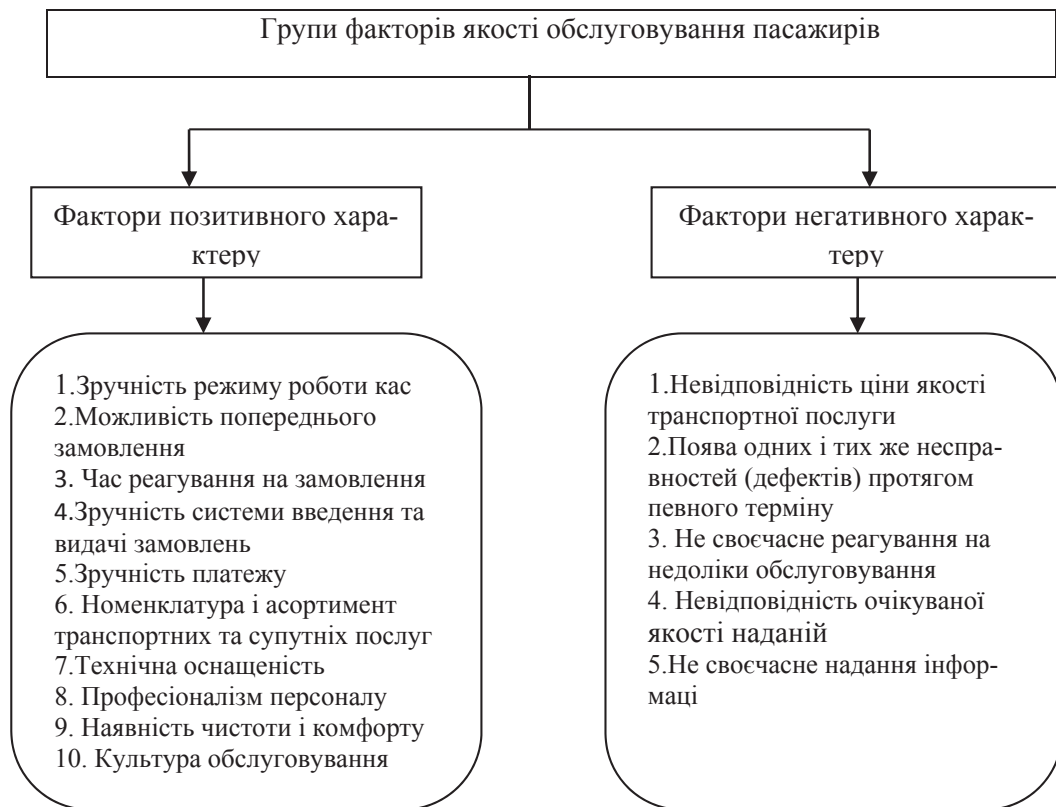 Групи факторів якості обслуговування пасажирів
Фактори позитивного хара-
ктеру
Фактори негативного харак-
теру
1.Зручність режиму роботи кас
2.Можливість попереднього
замовлення
3. Час реагування на замовлення
4.Зручність системи введення та
видачі замовлень
5.Зручність платежу
6. Номенклатура і асортимент
транспортних та супутніх послуг
7.Технічна оснащеність
8. Професіоналізм персоналу
9. Наявність чистоти і комфорту
10. Культура обслуговування
1.Невідповідність ціни якості
транспортної послуги
2.Поява одних і тих же неспра-
вностей (дефектів) протягом
певного терміну
3. Не своєчасне реагування на
недоліки обслуговування
4. Невідповідність очікуваної
якості наданій
5.Не своєчасне надання інфор-
маці